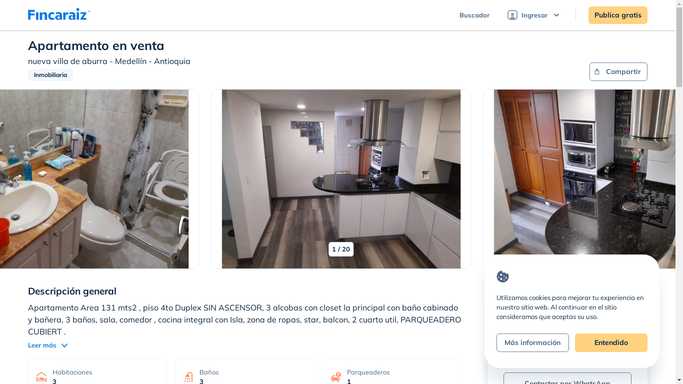 Fincaraiz
Buscador
Ingresar
Publica gratis
Apartamento en venta
nueva villa de aburra - Medellín - Antioquia
Inmobiliaria
Compartir
1 / 20
Descripción general
Apartamento Area 131 mts2 , piso 4to Duplex SIN ASCENSOR, 3 alcobas con closet la principal con baño cabinado
y bañera, 3 baños, sala, comedor , cocina integral con Isla, zona de ropas, star, balcon, 2 cuarto util, PARQUEADERO
CUBIERT .
Leer más
Habitaciones
3
Baños
3
Parqueaderos
1
Utilizamos cookies para mejorar tu experiencia en
nuestro sitio web. Al continuar en el sitio
consideramos que aceptas su uso.
Más información
Entendido
Contactar por WhatsApp